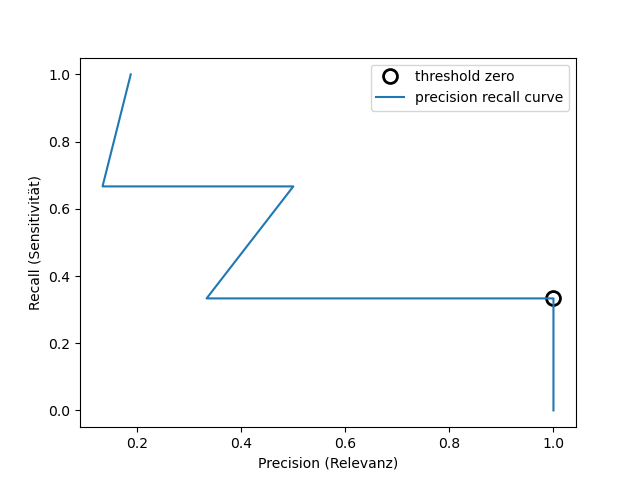 threshold zero
precision recall curve
1.0
0.8
0.6
0.4
0.2
0.0
Recall (Sensitivität)
0.2 0.4 0.6 0.8 1.0
Precision (Relevanz)